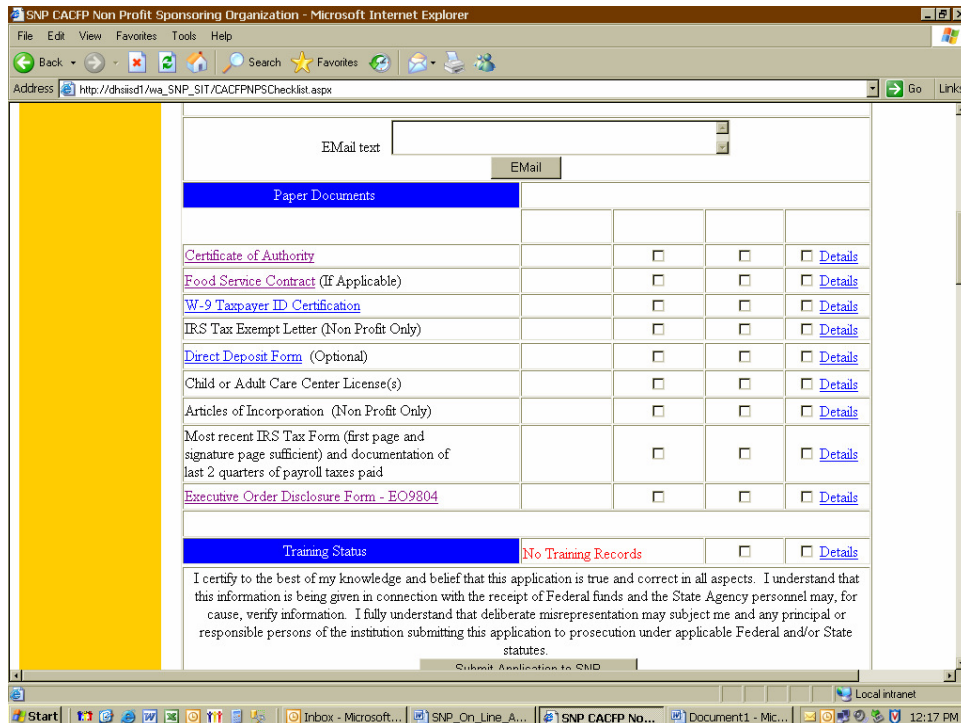 SNP CACFP Non Profit Sponsoring Organization - Microsoft Internet Explorer
File Edit View Favorites Tools Help
Back Search Favorites
Address http://dhsiisd1/wa_SNP_SIT/CACFPNPSChecklist.aspx Go Links
EMail text
EMail
Paper Documents
Certificate of Authority Details
Food Service Contract (If Applicable) Details
W-9 Taxpayer ID Certification Details
IRS Tax Exempt Letter (Non Profit Only) Details
Direct Deposit Form (Optional) Details
Child or Adult Care Center License(s) Details
Articles of Incorporation (Non Profit Only) Details
Most recent IRS Tax Form (first page and
signature page sufficient) and documentation of
last 2 quarters of payroll taxes paid Details
Executive Order Disclosure Form - EO9804 Details
Training Status No Training Records Details
I certify to the best of my knowledge and belief that this application is true and correct in all aspects. I understand that
this information is being given in connection with the receipt of Federal funds and the State Agency personnel may, for
cause, verify information. I fully understand that deliberate misrepresentation may subject me and any principal or
responsible persons of the institution submitting this application to prosecution under applicable Federal and/or State
statutes.
Submit Application to SNP
Local intranet
Start Inbox - Microsoft... SNP_On_Line_A... SNP CACFP No... Document1 - Mic... 12:17 PM